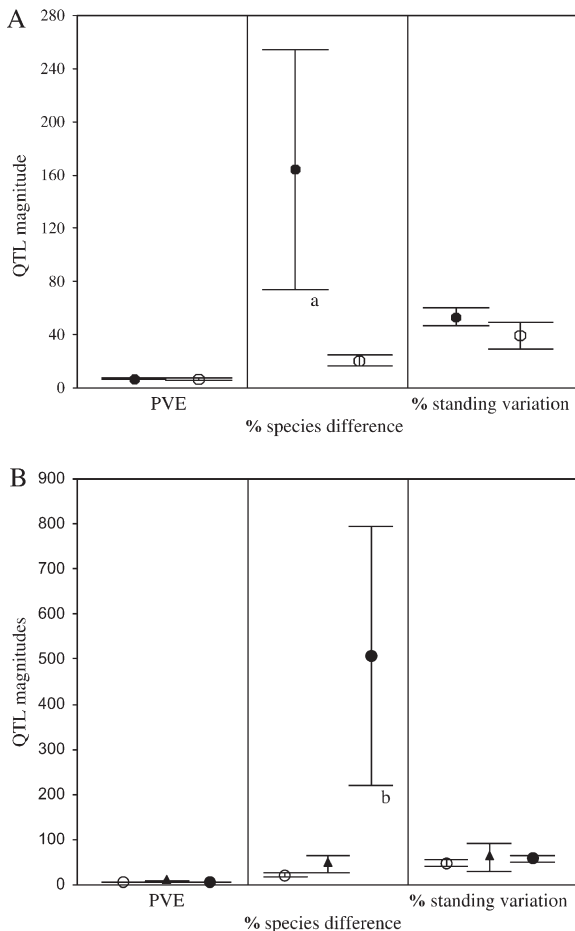 A
280
240
200
160
120
80
40
0
QTL magnitude
a
PVE
% species difference
% standing variation
B
900
800
700
600
500
400
300
200
100
0
QTL magnitudes
b
PVE
% species difference
% standing variation